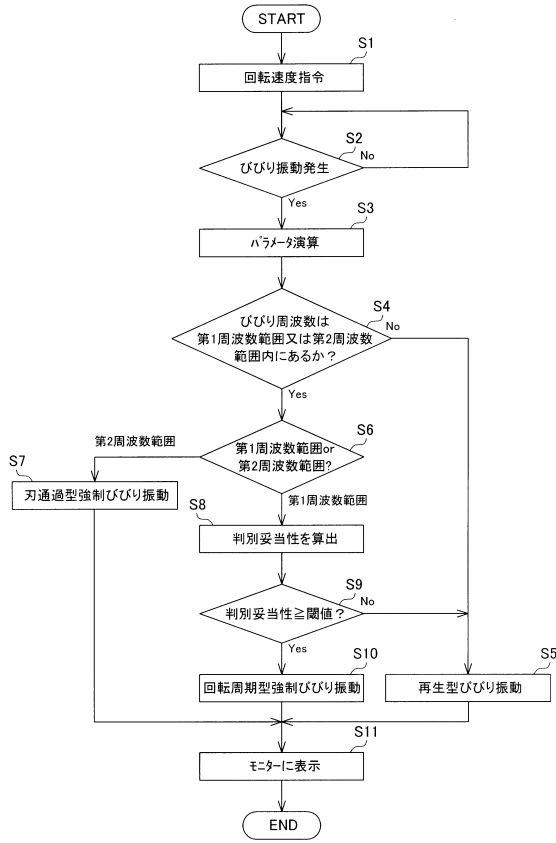 START
S1
回転速度指令
S2
びびり振動発生
No
Yes
S3
パラメータ演算
S4
びびり周波数は
第1周波数範囲又は第2周波数
範囲内にあるか？
No
Yes
S6
第1周波数範囲or
第2周波数範囲?
第2周波数範囲
S7
刃通過型強制びびり振動
第1周波数範囲
S8
判別妥当性を算出
S9
判別妥当性≧閾値？
No
Yes
S10
回転周期型強制びびり振動
S5
再生型びびり振動
S11
モニターに表示
END